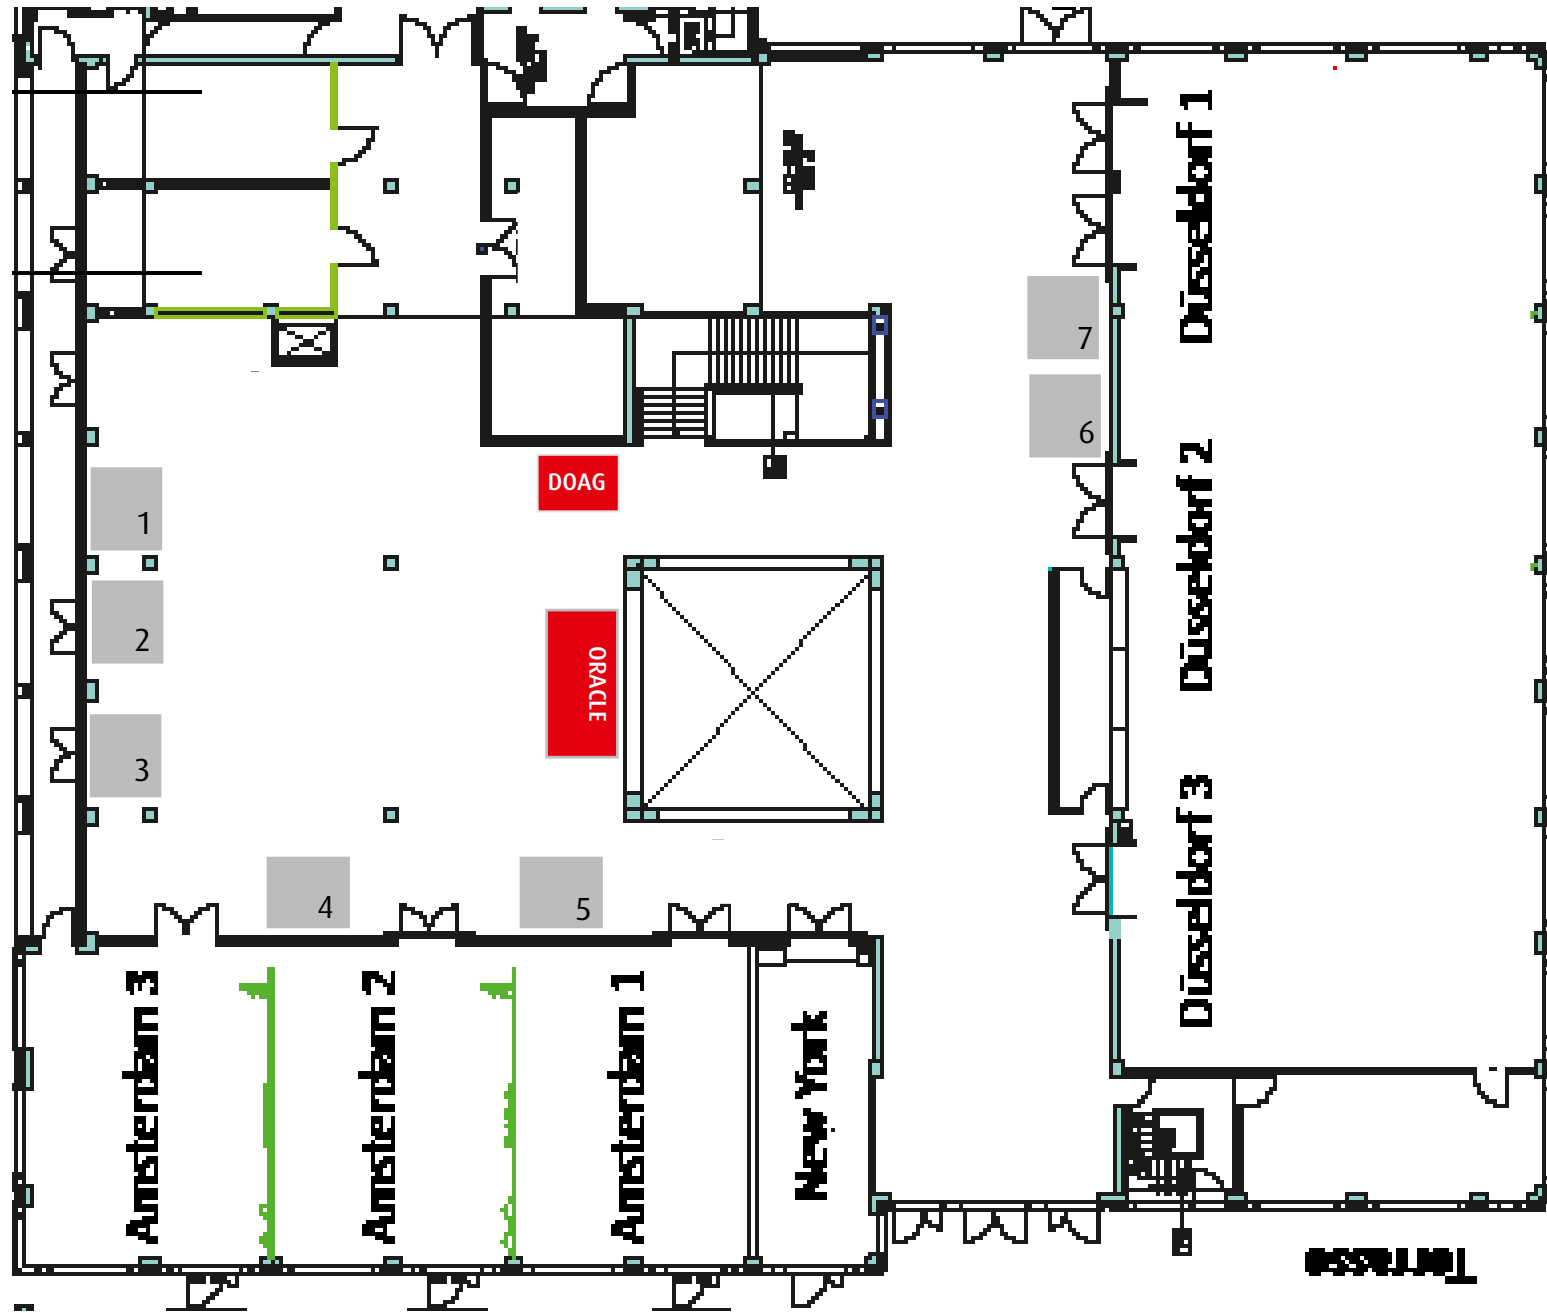 Düsseldorf 1
7
6
DOAG
Düsseldorf 2
1
2
ORACLE
3
Düsseldorf 3
4
5
Amsterdam 3
Amsterdam 2
Amsterdam 1
New York
Terrasse